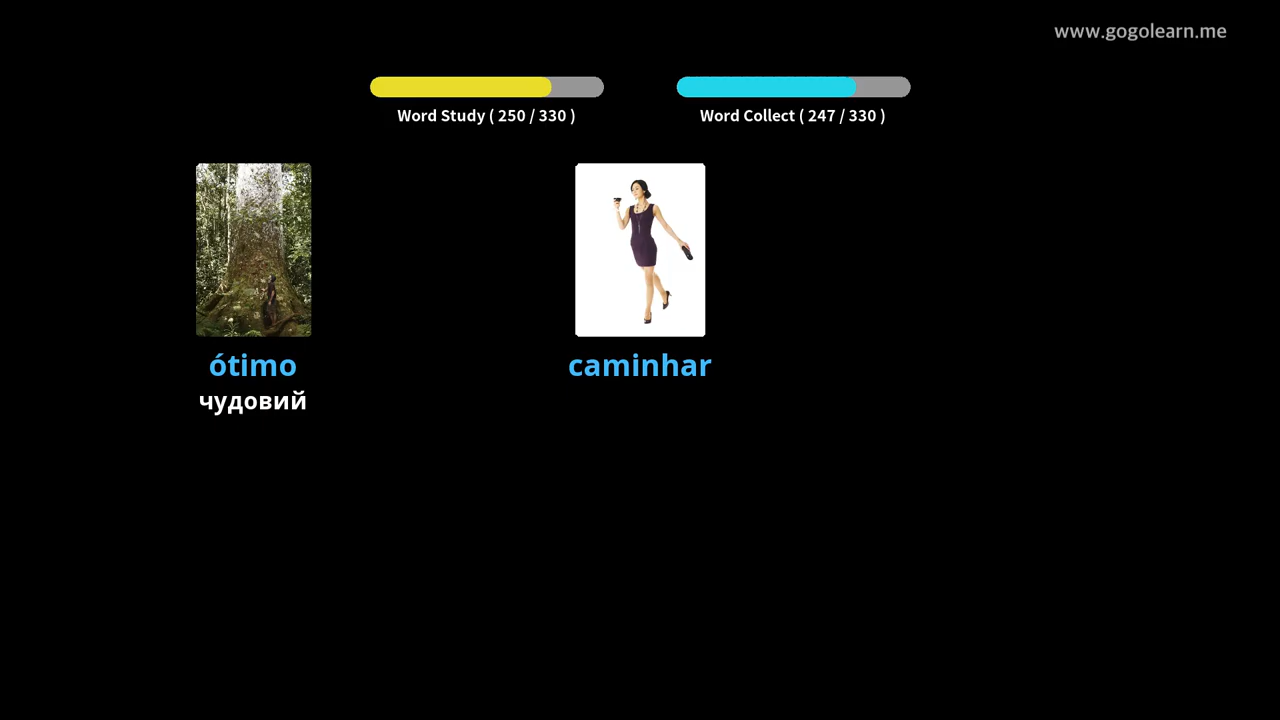 www.gogolearn.me
Word Study ( 250 / 330 )
Word Collect ( 247 / 330 )
ótimo
чудовий
caminhar